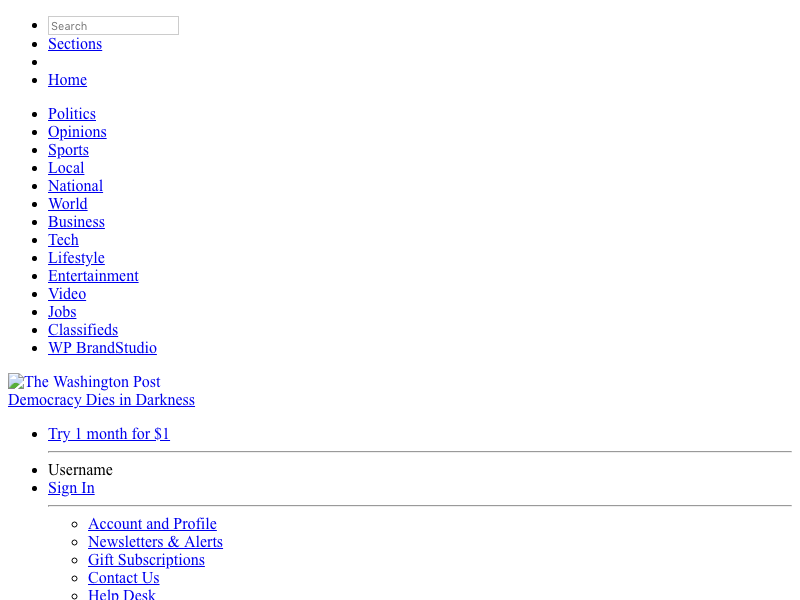 Search
Sections
Home
Politics
Opinions
Sports
Local
National
World
Business
Tech
Lifestyle
Entertainment
Video
Jobs
Classifieds
WP BrandStudio
The Washington Post
Democracy Dies in Darkness
Try 1 month for $1
Username
Sign In
Account and Profile
Newsletters & Alerts
Gift Subscriptions
Contact Us
Help Desk